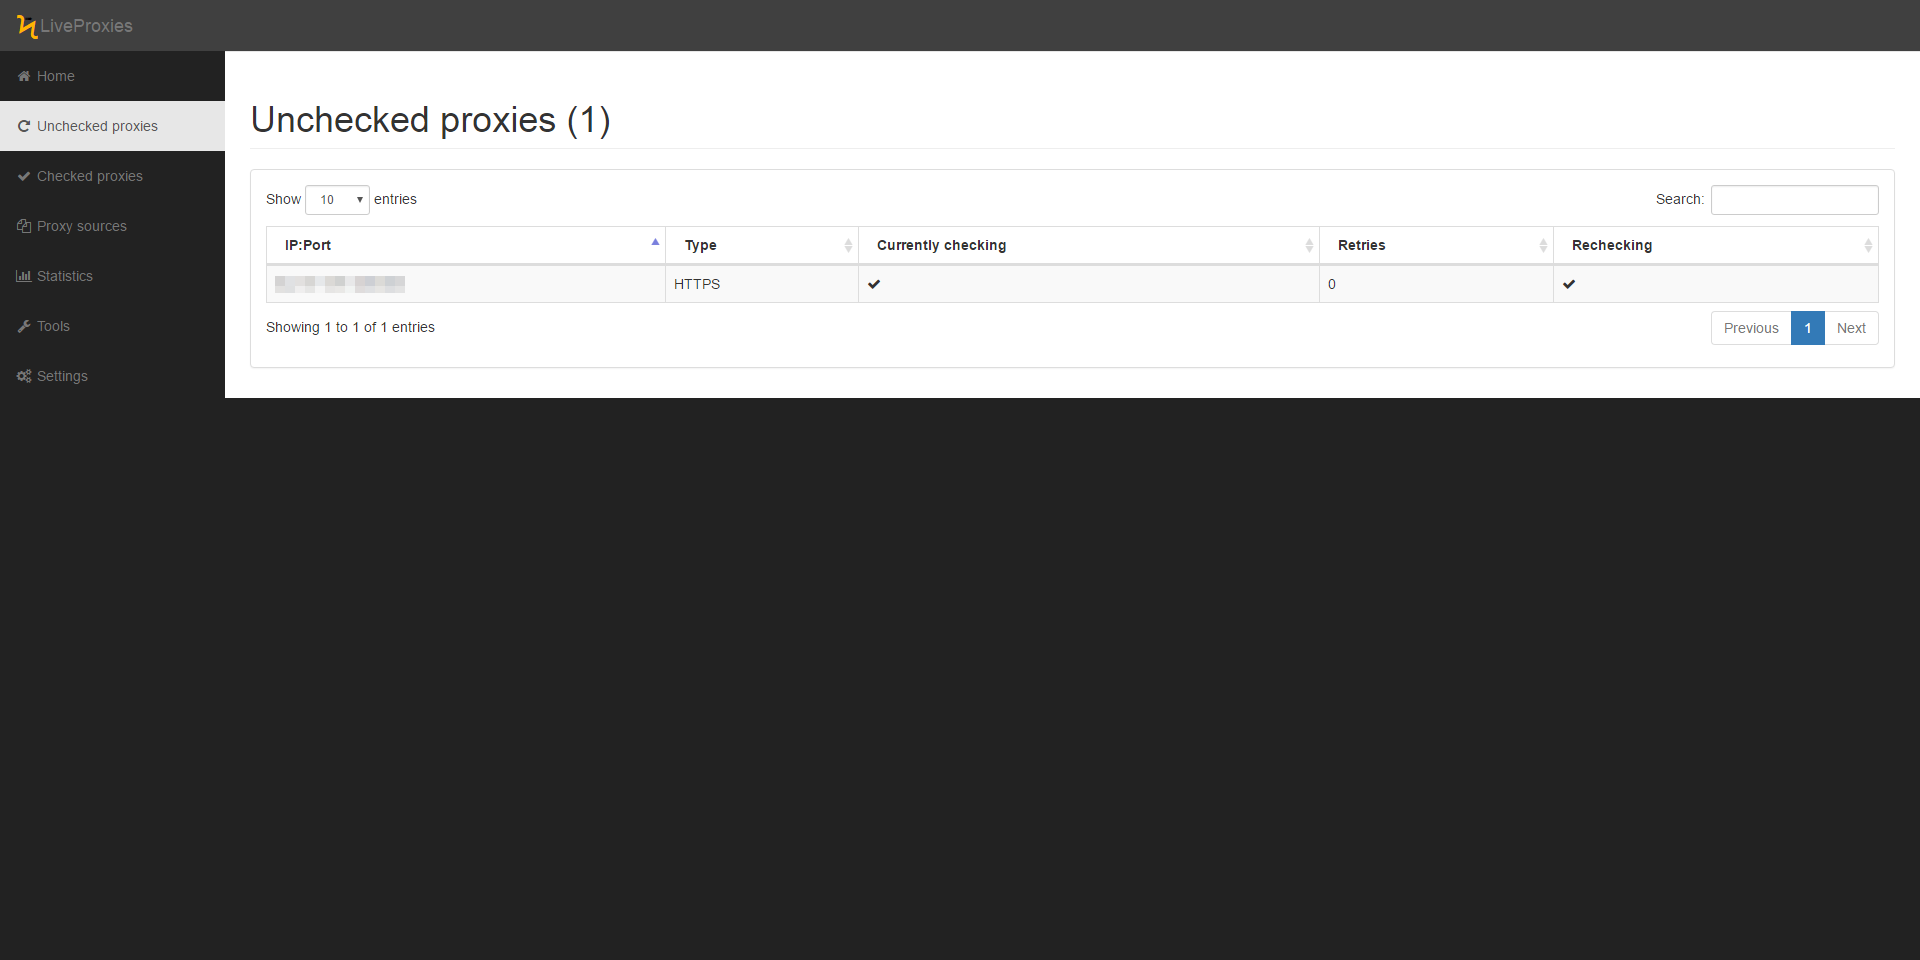 LiveProxies
Home
Unchecked proxies
Checked proxies
Proxy sources
Statistics
Tools
Settings
Unchecked proxies (1)
Show 10 entries
Search:
IP:Port Type Currently checking Retries Rechecking
HTTPS 0
Showing 1 to 1 of 1 entries
Previous 1 Next